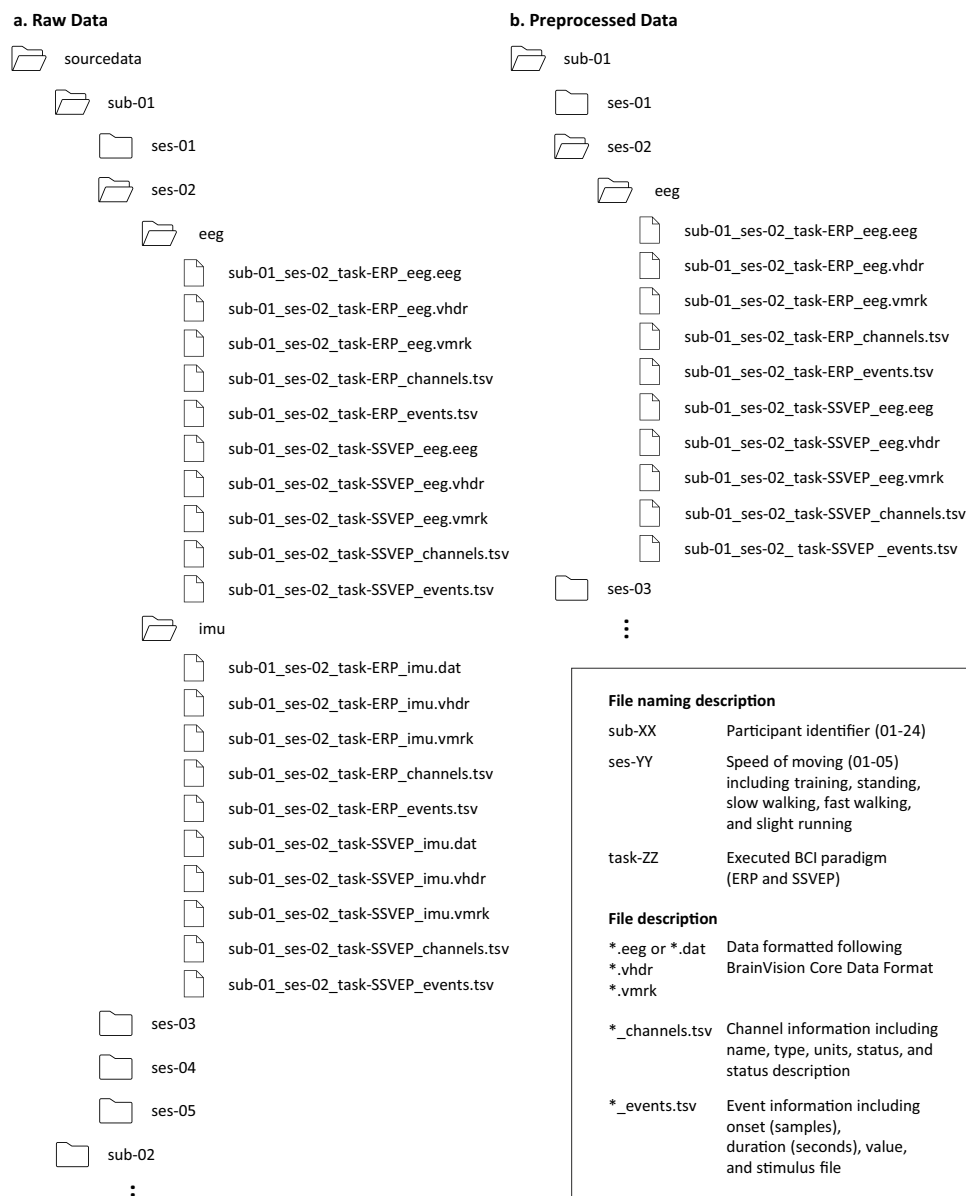 a. Raw Data
sourcedata
sub-01
ses-01
ses-02
eeg
sub-01_ses-02_task-ERP_eeg.eeg
sub-01_ses-02_task-ERP_eeg.vhdr
sub-01_ses-02_task-ERP_eeg.vmrk
sub-01_ses-02_task-ERP_channels.tsv
sub-01_ses-02_task-ERP_events.tsv
sub-01_ses-02_task-SSVEP_eeg.eeg
sub-01_ses-02_task-SSVEP_eeg.vhdr
sub-01_ses-02_task-SSVEP_eeg.vmrk
sub-01_ses-02_task-SSVEP_channels.tsv
sub-01_ses-02_task-SSVEP_events.tsv
imu
sub-01_ses-02_task-ERP_imu.dat
sub-01_ses-02_task-ERP_imu.vhdr
sub-01_ses-02_task-ERP_imu.vmrk
sub-01_ses-02_task-ERP_channels.tsv
sub-01_ses-02_task-ERP_events.tsv
sub-01_ses-02_task-SSVEP_imu.dat
sub-01_ses-02_task-SSVEP_imu.vhdr
sub-01_ses-02_task-SSVEP_imu.vmrk
sub-01_ses-02_task-SSVEP_channels.tsv
sub-01_ses-02_task-SSVEP_events.tsv
ses-03
ses-04
ses-05
sub-02
b. Preprocessed Data
sub-01
ses-01
ses-02
eeg
sub-01_ses-02_task-ERP_eeg.eeg
sub-01_ses-02_task-ERP_eeg.vhdr
sub-01_ses-02_task-ERP_eeg.vmrk
sub-01_ses-02_task-ERP_channels.tsv
sub-01_ses-02_task-ERP_events.tsv
sub-01_ses-02_task-SSVEP_eeg.eeg
sub-01_ses-02_task-SSVEP_eeg.vhdr
sub-01_ses-02_task-SSVEP_eeg.vmrk
sub-01_ses-02_task-SSVEP_channels.tsv
sub-01_ses-02_ task-SSVEP _events.tsv
ses-03
File naming description
sub-XX Participant identifier (01-24)
ses-YY Speed of moving (01-05)
including training, standing,
slow walking, fast walking,
and slight running
task-ZZ Executed BCI paradigm
(ERP and SSVEP)
File description
*.eeg or *.dat Data formatted following
*.vhdr BrainVision Core Data Format
*.vmrk
*_channels.tsv Channel information including
name, type, units, status, and
status description
*_events.tsv Event information including
onset (samples),
duration (seconds), value,
and stimulus file